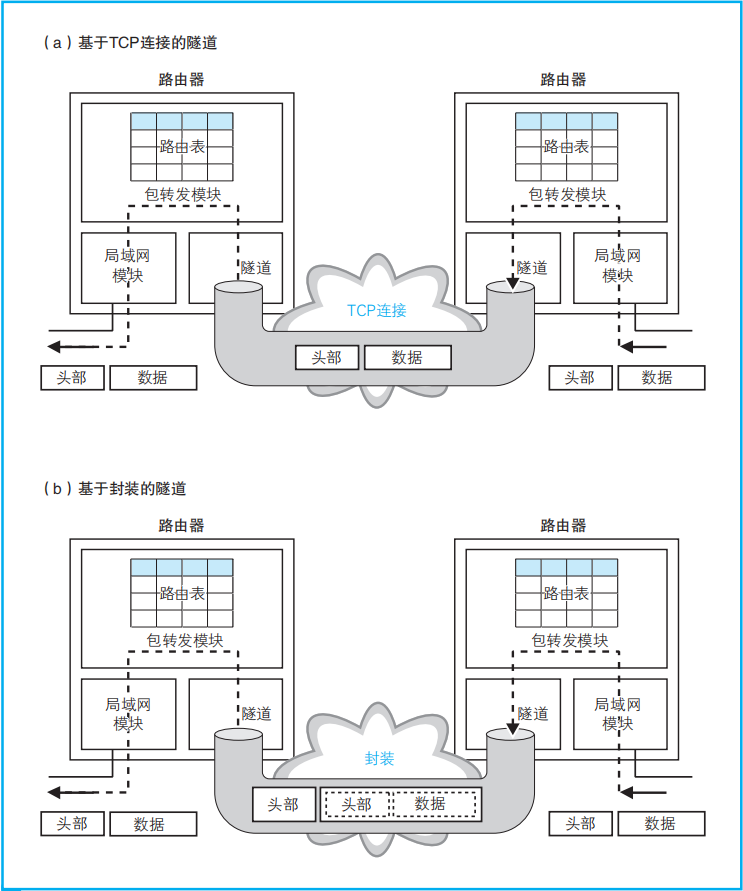 （a）基于TCP连接的隧道
路由器
路由器
路由表
路由表
包转发模块
包转发模块
局域网
模块
隧道
隧道
局域网
模块
TCP连接
头部 数据
头部 数据
头部 数据
（b）基于封装的隧道
路由器
路由器
路由表
路由表
包转发模块
包转发模块
局域网
模块
隧道
隧道
局域网
模块
封装
头部 头部 数据
头部 数据
头部 数据